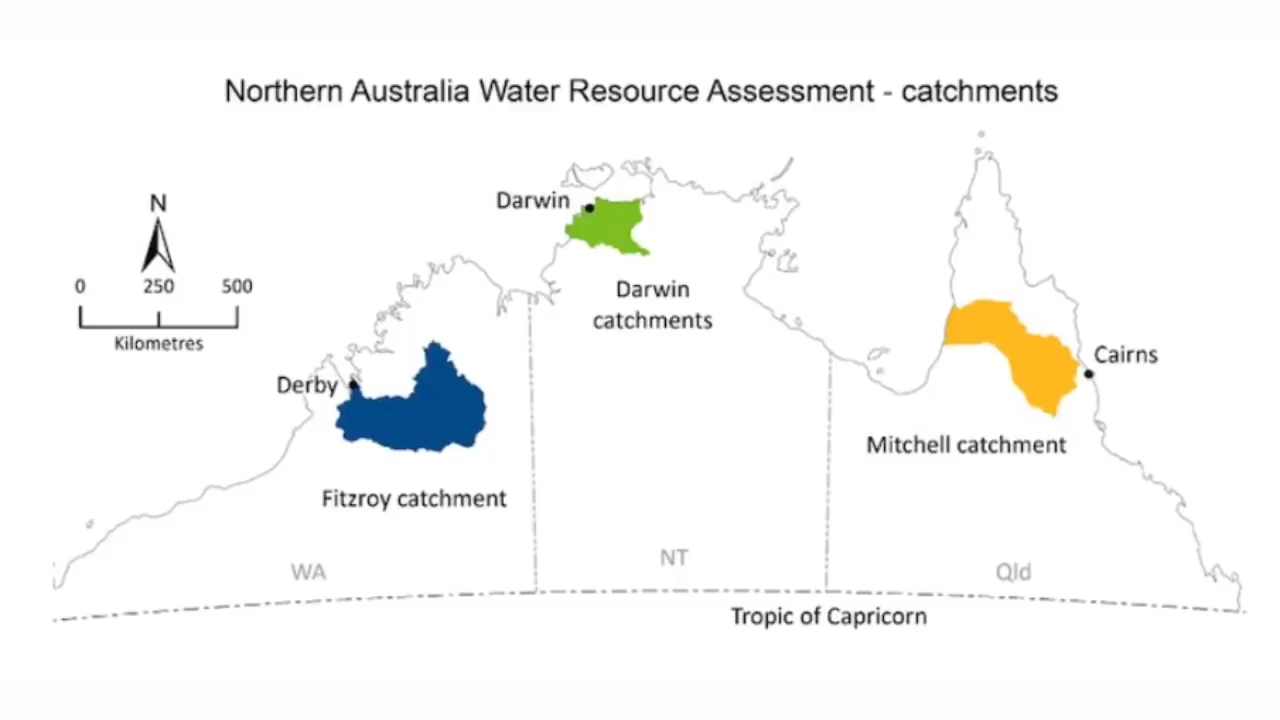 Northern Australia Water Resource Assessment - catchments
N
0 250 500
Kilometres
Darwin
Darwin
catchments
Derby
Fitzroy catchment
Cairns
Mitchell catchment
WA
NT
Qld
Tropic of Capricorn